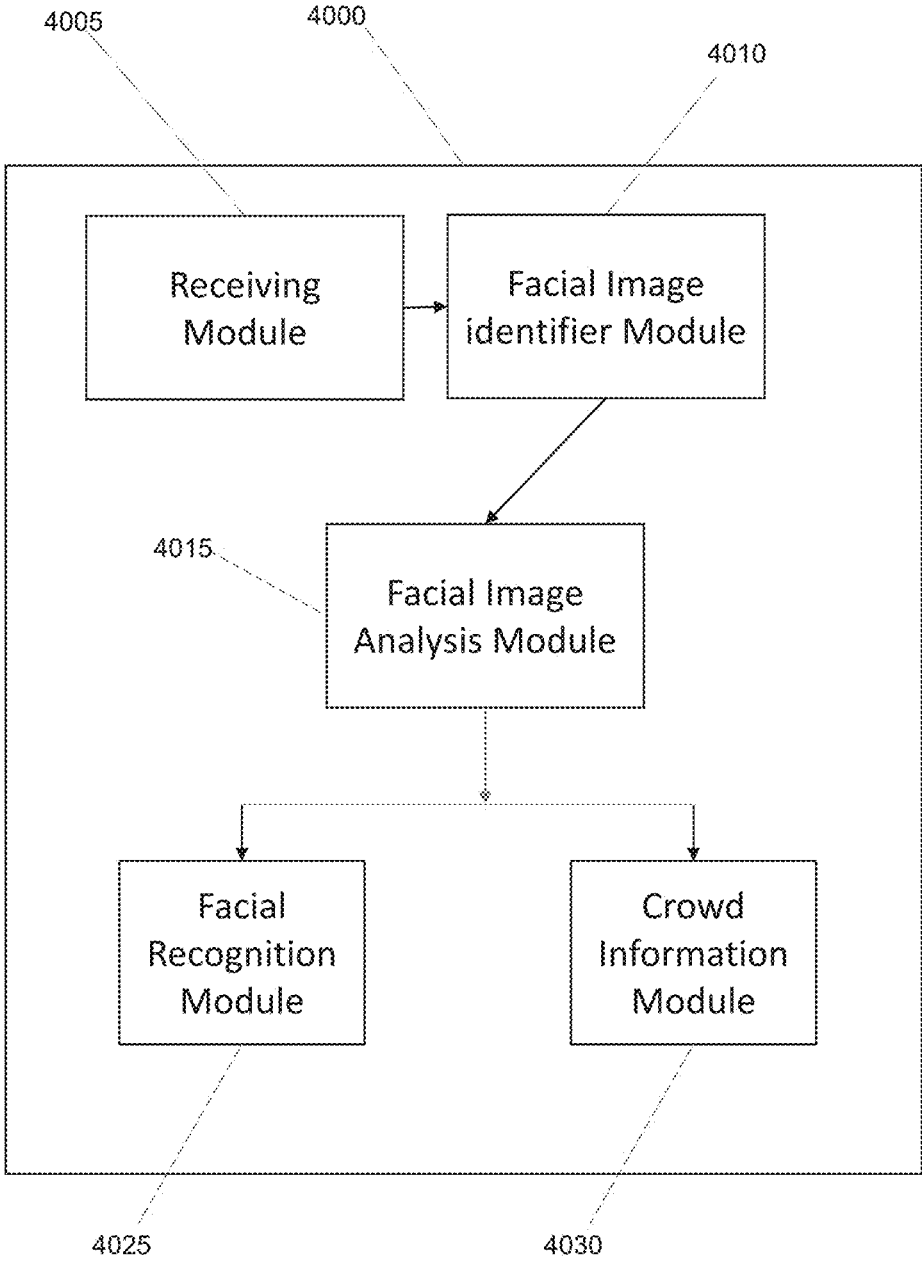 4005
4000
4010
Receiving
Module
Facial Image
identifier Module
4015
Facial Image
Analysis Module
Facial
Recognition
Module
Crowd
Information
Module
4025
4030